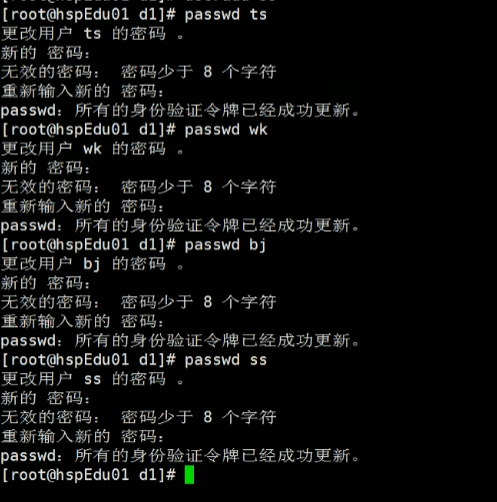 [root@hspEdu01 d1]# passwd ts
更改用户 ts 的密码 。
新的 密码：
无效的密码： 密码少于 8 个字符
重新输入新的 密码：
passwd：所有的身份验证令牌已经成功更新。
[root@hspEdu01 d1]# passwd wk
更改用户 wk 的密码 。
新的 密码：
无效的密码： 密码少于 8 个字符
重新输入新的 密码：
passwd：所有的身份验证令牌已经成功更新。
[root@hspEdu01 d1]# passwd bj
更改用户 bj 的密码 。
新的 密码：
无效的密码： 密码少于 8 个字符
重新输入新的 密码：
passwd：所有的身份验证令牌已经成功更新。
[root@hspEdu01 d1]# passwd ss
更改用户 ss 的密码 。
新的 密码：
无效的密码： 密码少于 8 个字符
重新输入新的 密码：
passwd：所有的身份验证令牌已经成功更新。
[root@hspEdu01 d1]#